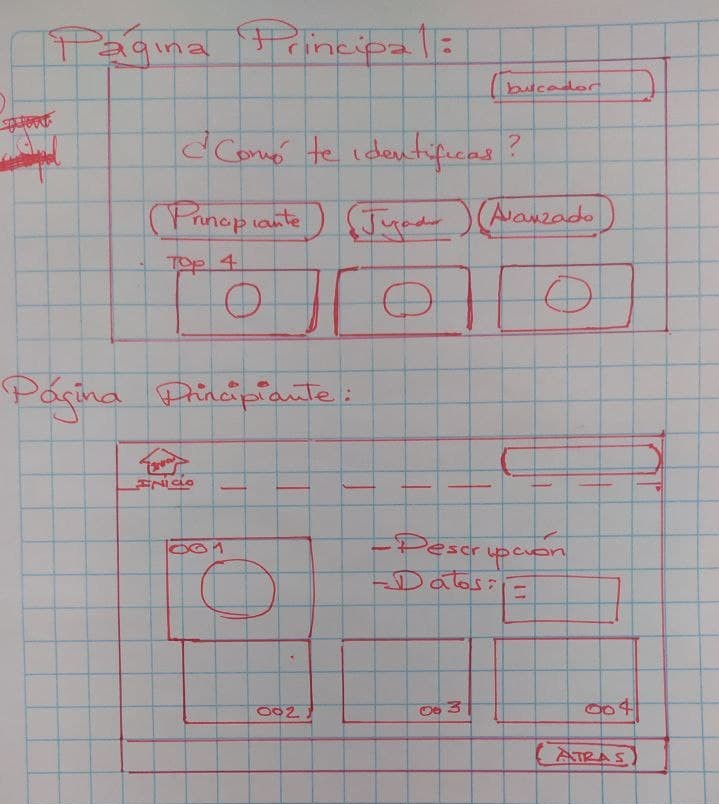 Página Principal:
buscador
¿Comó te identificas?
Principiante Jugador Avanzado
Top 4
Página Principiante:
INICIO
001
- Descripción
- Datos:
002 003 004
ATRAS